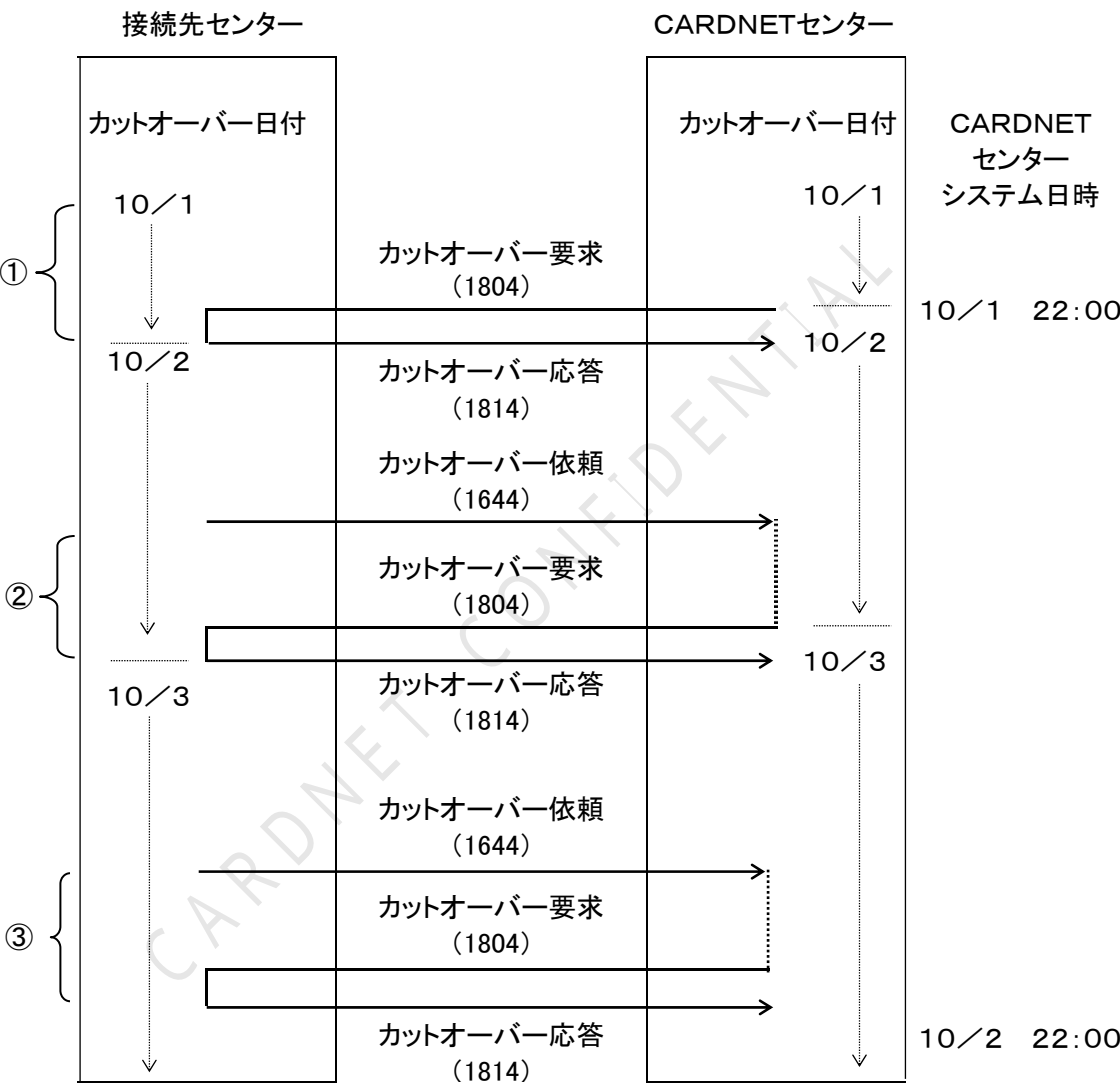 接続先センター
CARDNETセンター
カットオーバー日付
カットオーバー日付
CARDNET
センター
システム日時
10／1
10／1
①
カットオーバー要求
（1804）
10／1　22：00
10／2
10／2
カットオーバー応答
（1814）
カットオーバー依頼
（1644）
②
カットオーバー要求
（1804）
10／3
10／3
カットオーバー応答
（1814）
カットオーバー依頼
（1644）
③
カットオーバー要求
（1804）
10／2　22：00
カットオーバー応答
（1814）
CARDNET CONFIDENTIAL